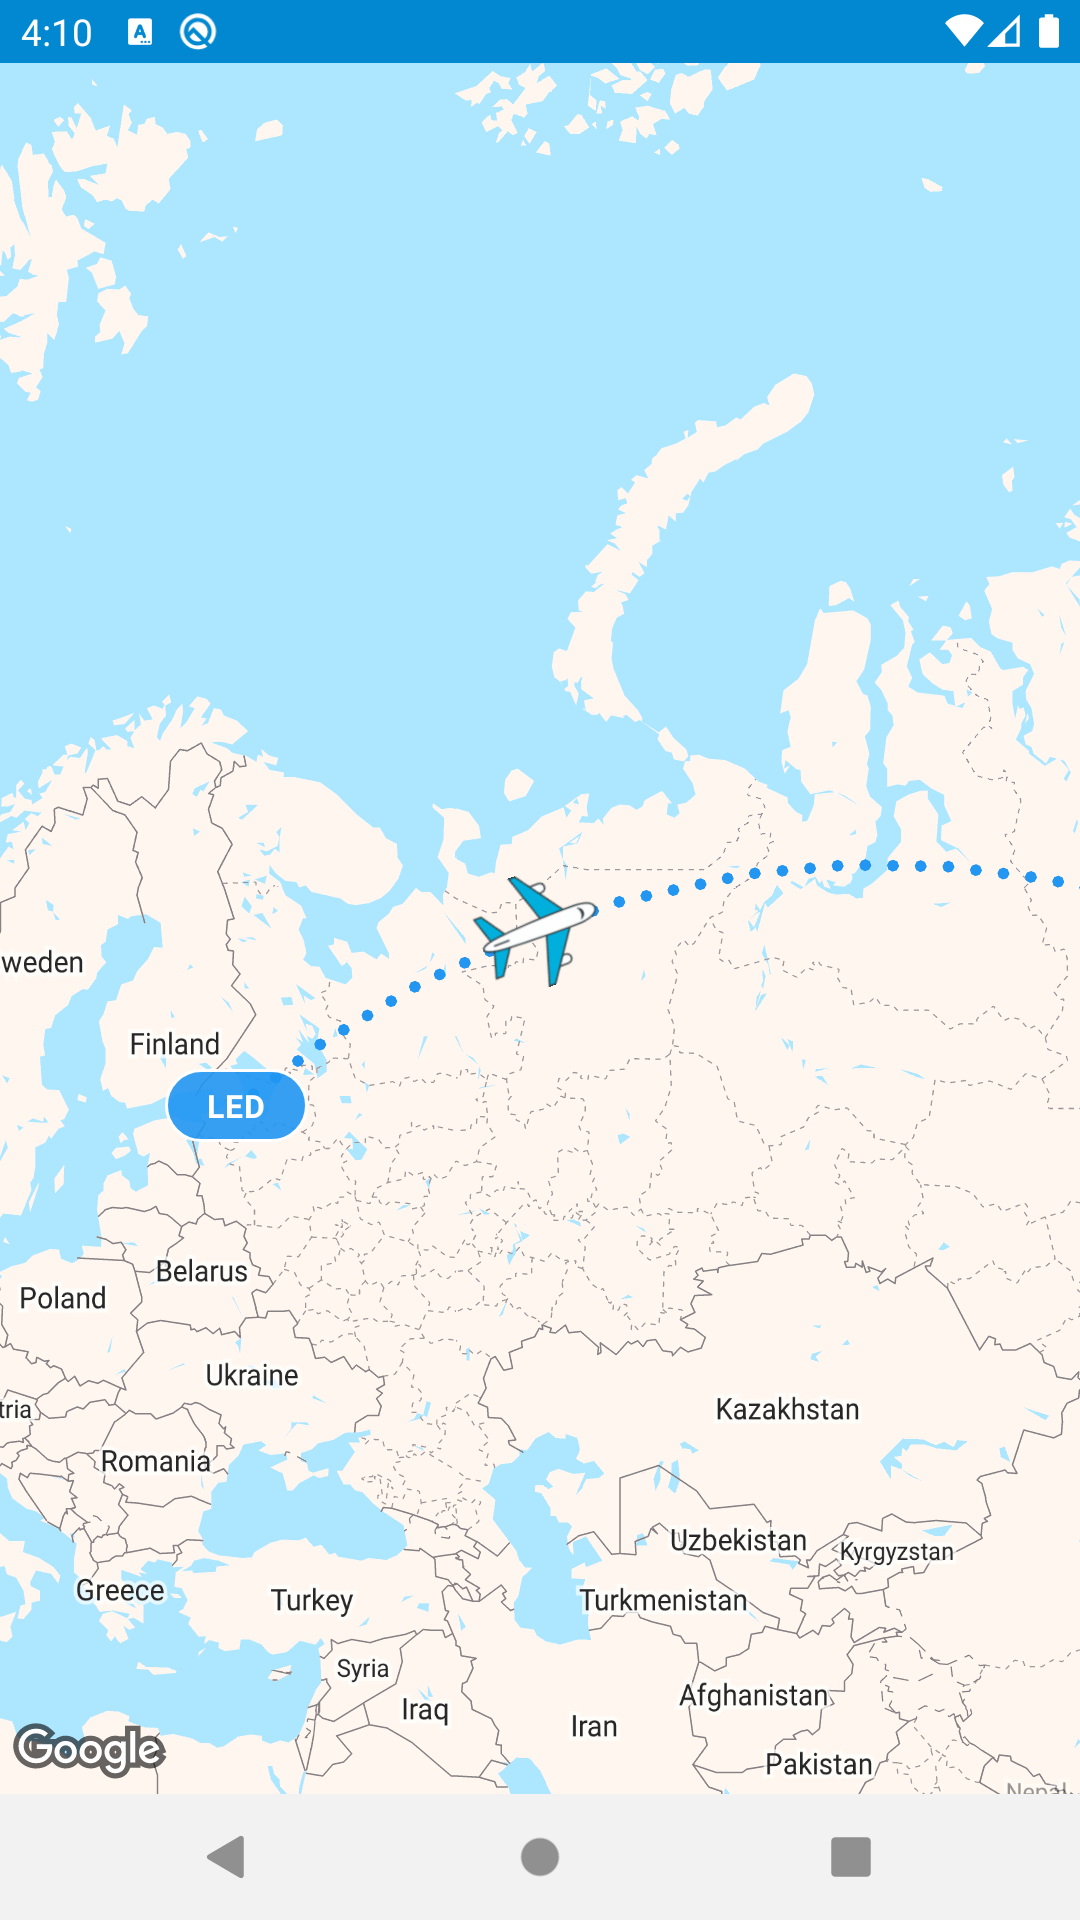 4:10
weden
Finland
LED
Belarus
Poland
Ukraine
tria
Kazakhstan
Romania
Uzbekistan
Kyrgyzstan
Greece
Turkey
Turkmenistan
Syria
Afghanistan
Iraq
Iran
Google
Pakistan
Nepal